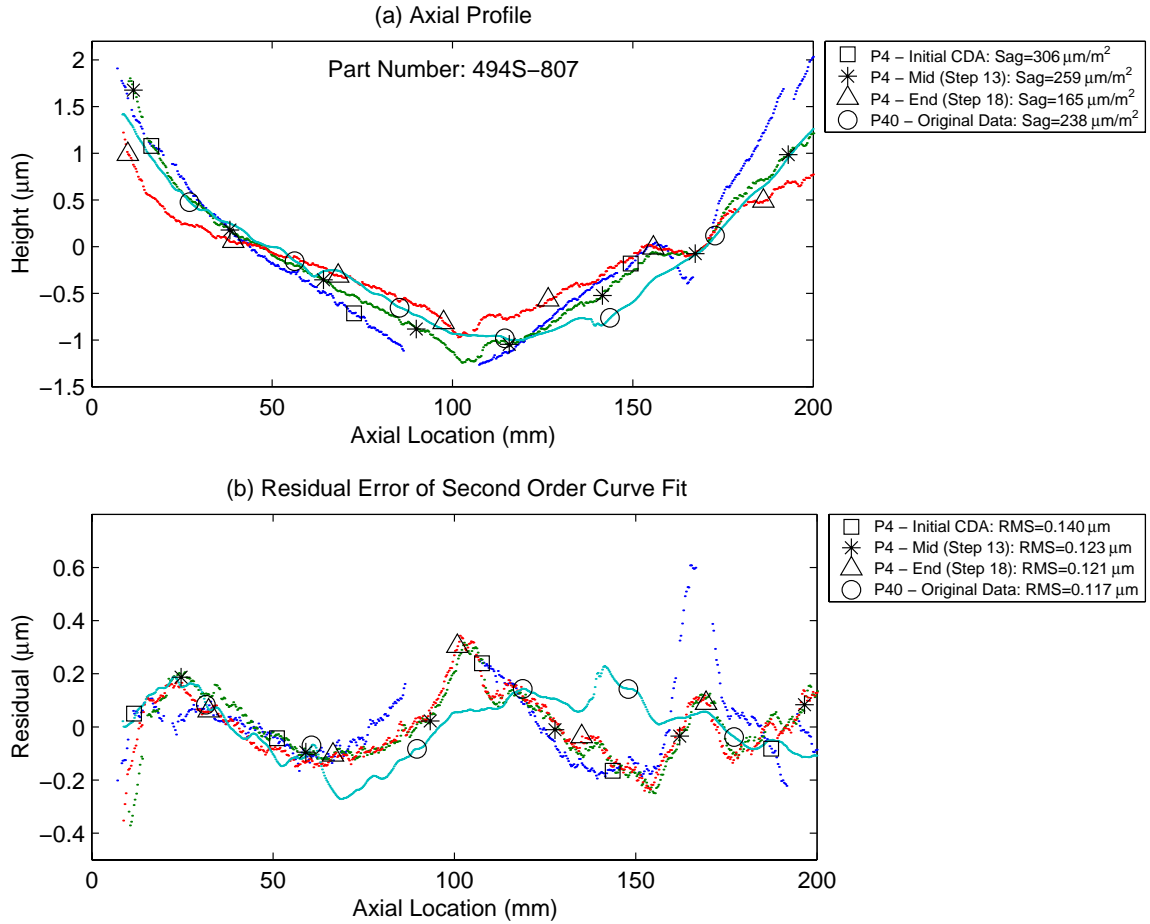 (a) Axial Profile
2
1.5
1
0.5
0
−0.5
−1
−1.5
Height (μm)
Part Number: 494S−807
0 50 100 150 200
Axial Location (mm)
P4 − Initial CDA: Sag=306 μm/m²
P4 − Mid (Step 13): Sag=259 μm/m²
P4 − End (Step 18): Sag=165 μm/m²
P40 − Original Data: Sag=238 μm/m²
(b) Residual Error of Second Order Curve Fit
0.6
0.4
0.2
0
−0.2
−0.4
Residual (μm)
0 50 100 150 200
Axial Location (mm)
P4 − Initial CDA: RMS=0.140 μm
P4 − Mid (Step 13): RMS=0.123 μm
P4 − End (Step 18): RMS=0.121 μm
P40 − Original Data: RMS=0.117 μm